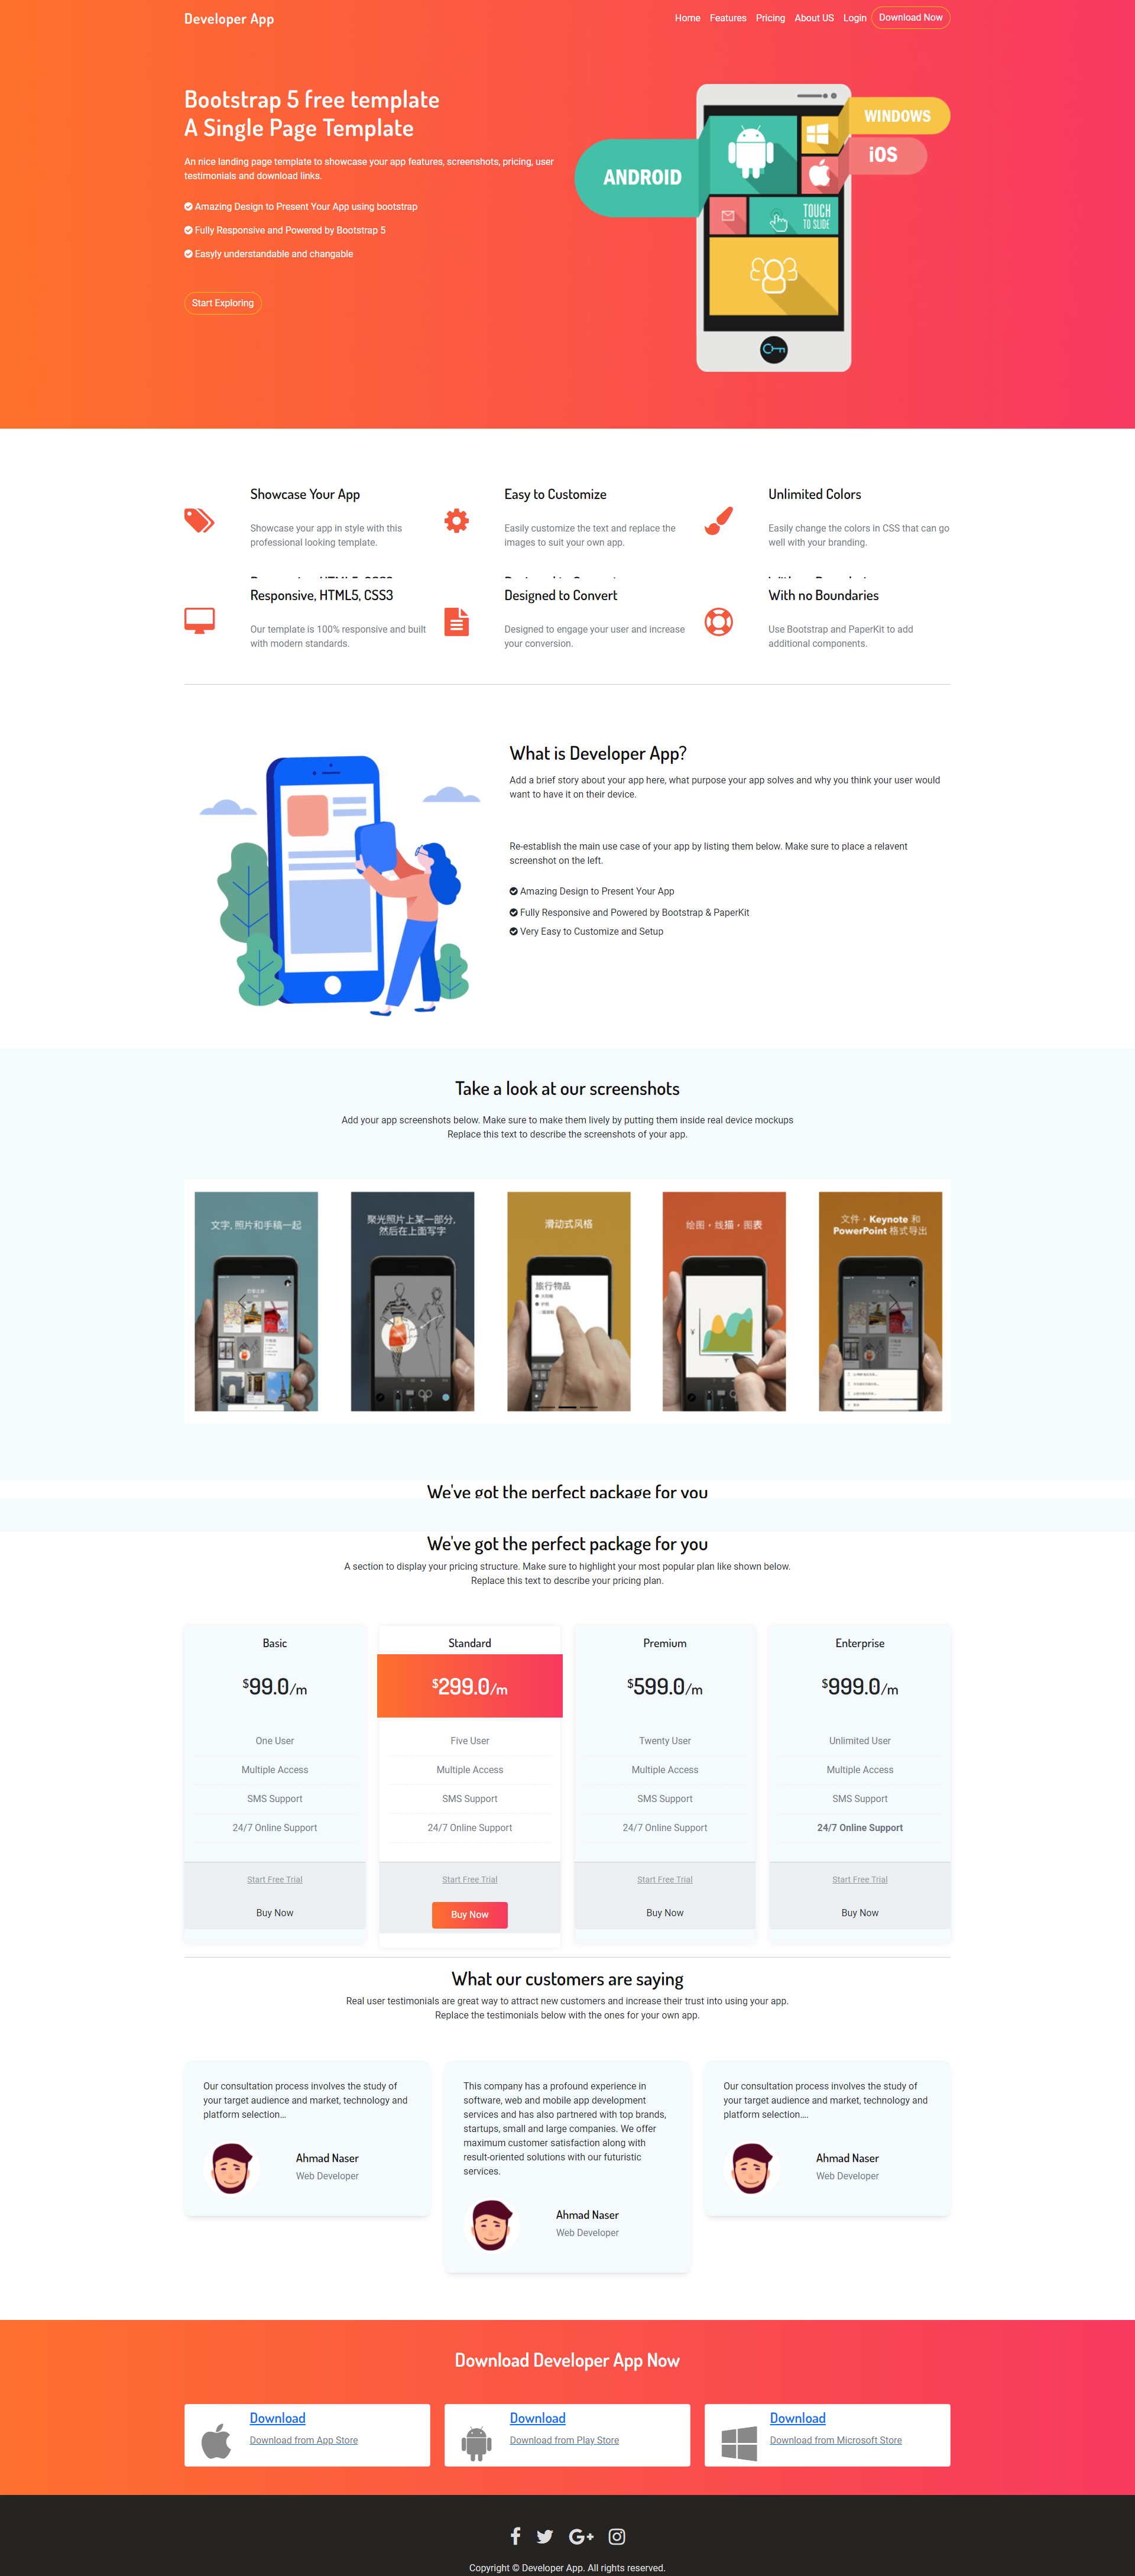 Developer App
Home Features Pricing About US Login Download Now
Bootstrap 5 free template
A Single Page Template
An nice landing page template to showcase your app features, screenshots, pricing, user
testimonials and download links.
Amazing Design to Present Your App using bootstrap
Fully Responsive and Powered by Bootstrap 5
Easyly understandable and changable
Start Exploring
ANDROID
WINDOWS
iOS
TOUCH
TO SLIDE
Showcase Your App
Showcase your app in style with this
professional looking template.
Easy to Customize
Easily customize the text and replace the
images to suit your own app.
Unlimited Colors
Easily change the colors in CSS that can go
well with your branding.
Responsive, HTML5, CSS3
Our template is 100% responsive and built
with modern standards.
Designed to Convert
Designed to engage your user and increase
your conversion.
With no Boundaries
Use Bootstrap and PaperKit to add
additional components.
What is Developer App?
Add a brief story about your app here, what purpose your app solves and why you think your user would
want to have it on their device.
Re-establish the main use case of your app by listing them below. Make sure to place a relavent
screenshot on the left.
Amazing Design to Present Your App
Fully Responsive and Powered by Bootstrap & PaperKit
Very Easy to Customize and Setup
Take a look at our screenshots
Add your app screenshots below. Make sure to make them lively by putting them inside real device mockups
Replace this text to describe the screenshots of your app.
文字, 照片和手稿一起
聚光照片上某一部分,
然后在上面写字
滑动式风格
旅行物品
绘图・线描・图表
文件・Keynote 和
PowerPoint 格式导出
We've got the perfect package for you
We've got the perfect package for you
A section to display your pricing structure. Make sure to highlight your most popular plan like shown below.
Replace this text to describe your pricing plan.
Basic
$99.0/m
One User
Multiple Access
SMS Support
24/7 Online Support
Start Free Trial
Buy Now
Standard
$299.0/m
Five User
Multiple Access
SMS Support
24/7 Online Support
Start Free Trial
Buy Now
Premium
$599.0/m
Twenty User
Multiple Access
SMS Support
24/7 Online Support
Start Free Trial
Buy Now
Enterprise
$999.0/m
Unlimited User
Multiple Access
SMS Support
24/7 Online Support
Start Free Trial
Buy Now
What our customers are saying
Real user testimonials are great way to attract new customers and increase their trust into using your app.
Replace the testimonials below with the ones for your own app.
Our consultation process involves the study of
your target audience and market, technology and
platform selection...
Ahmad Naser
Web Developer
This company has a profound experience in
software, web and mobile app development
services and has also partnered with top brands,
startups, small and large companies. We offer
maximum customer satisfaction along with
result-oriented solutions with our futuristic
services.
Ahmad Naser
Web Developer
Our consultation process involves the study of
your target audience and market, technology and
platform selection....
Ahmad Naser
Web Developer
Download Developer App Now
Download
Download from App Store
Download
Download from Play Store
Download
Download from Microsoft Store
Copyright © Developer App. All rights reserved.